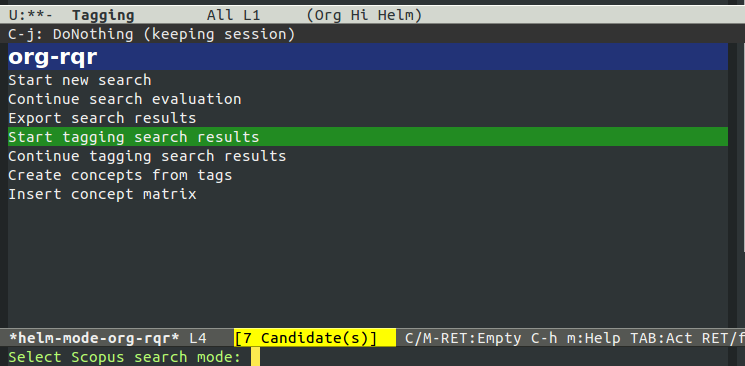 U:**-  Tagging        All L1     (Org Hi Helm)
C-j: DoNothing (keeping session)
org-rqr
Start new search
Continue search evaluation
Export search results
Start tagging search results
Continue tagging search results
Create concepts from tags
Insert concept matrix
*helm-mode-org-rqr* L4   [7 Candidate(s)]   C/M-RET:Empty C-h m:Help TAB:Act RET/f
Select Scopus search mode: